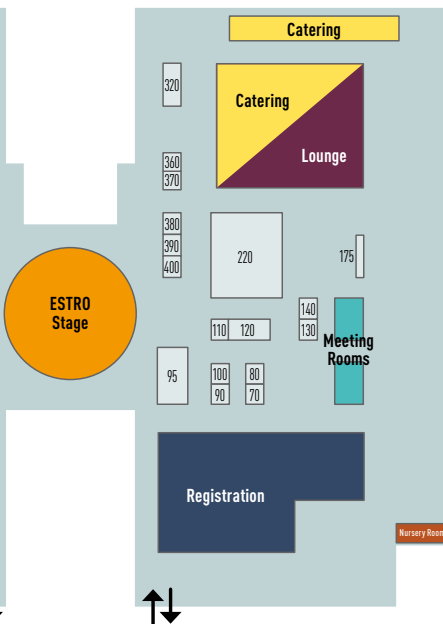 Catering
320
Catering
Lounge
360
370
380
390
400
220
175
ESTRO
Stage
140
130
110
120
Meeting
Rooms
95
100
90
80
70
Registration
Nursery Room